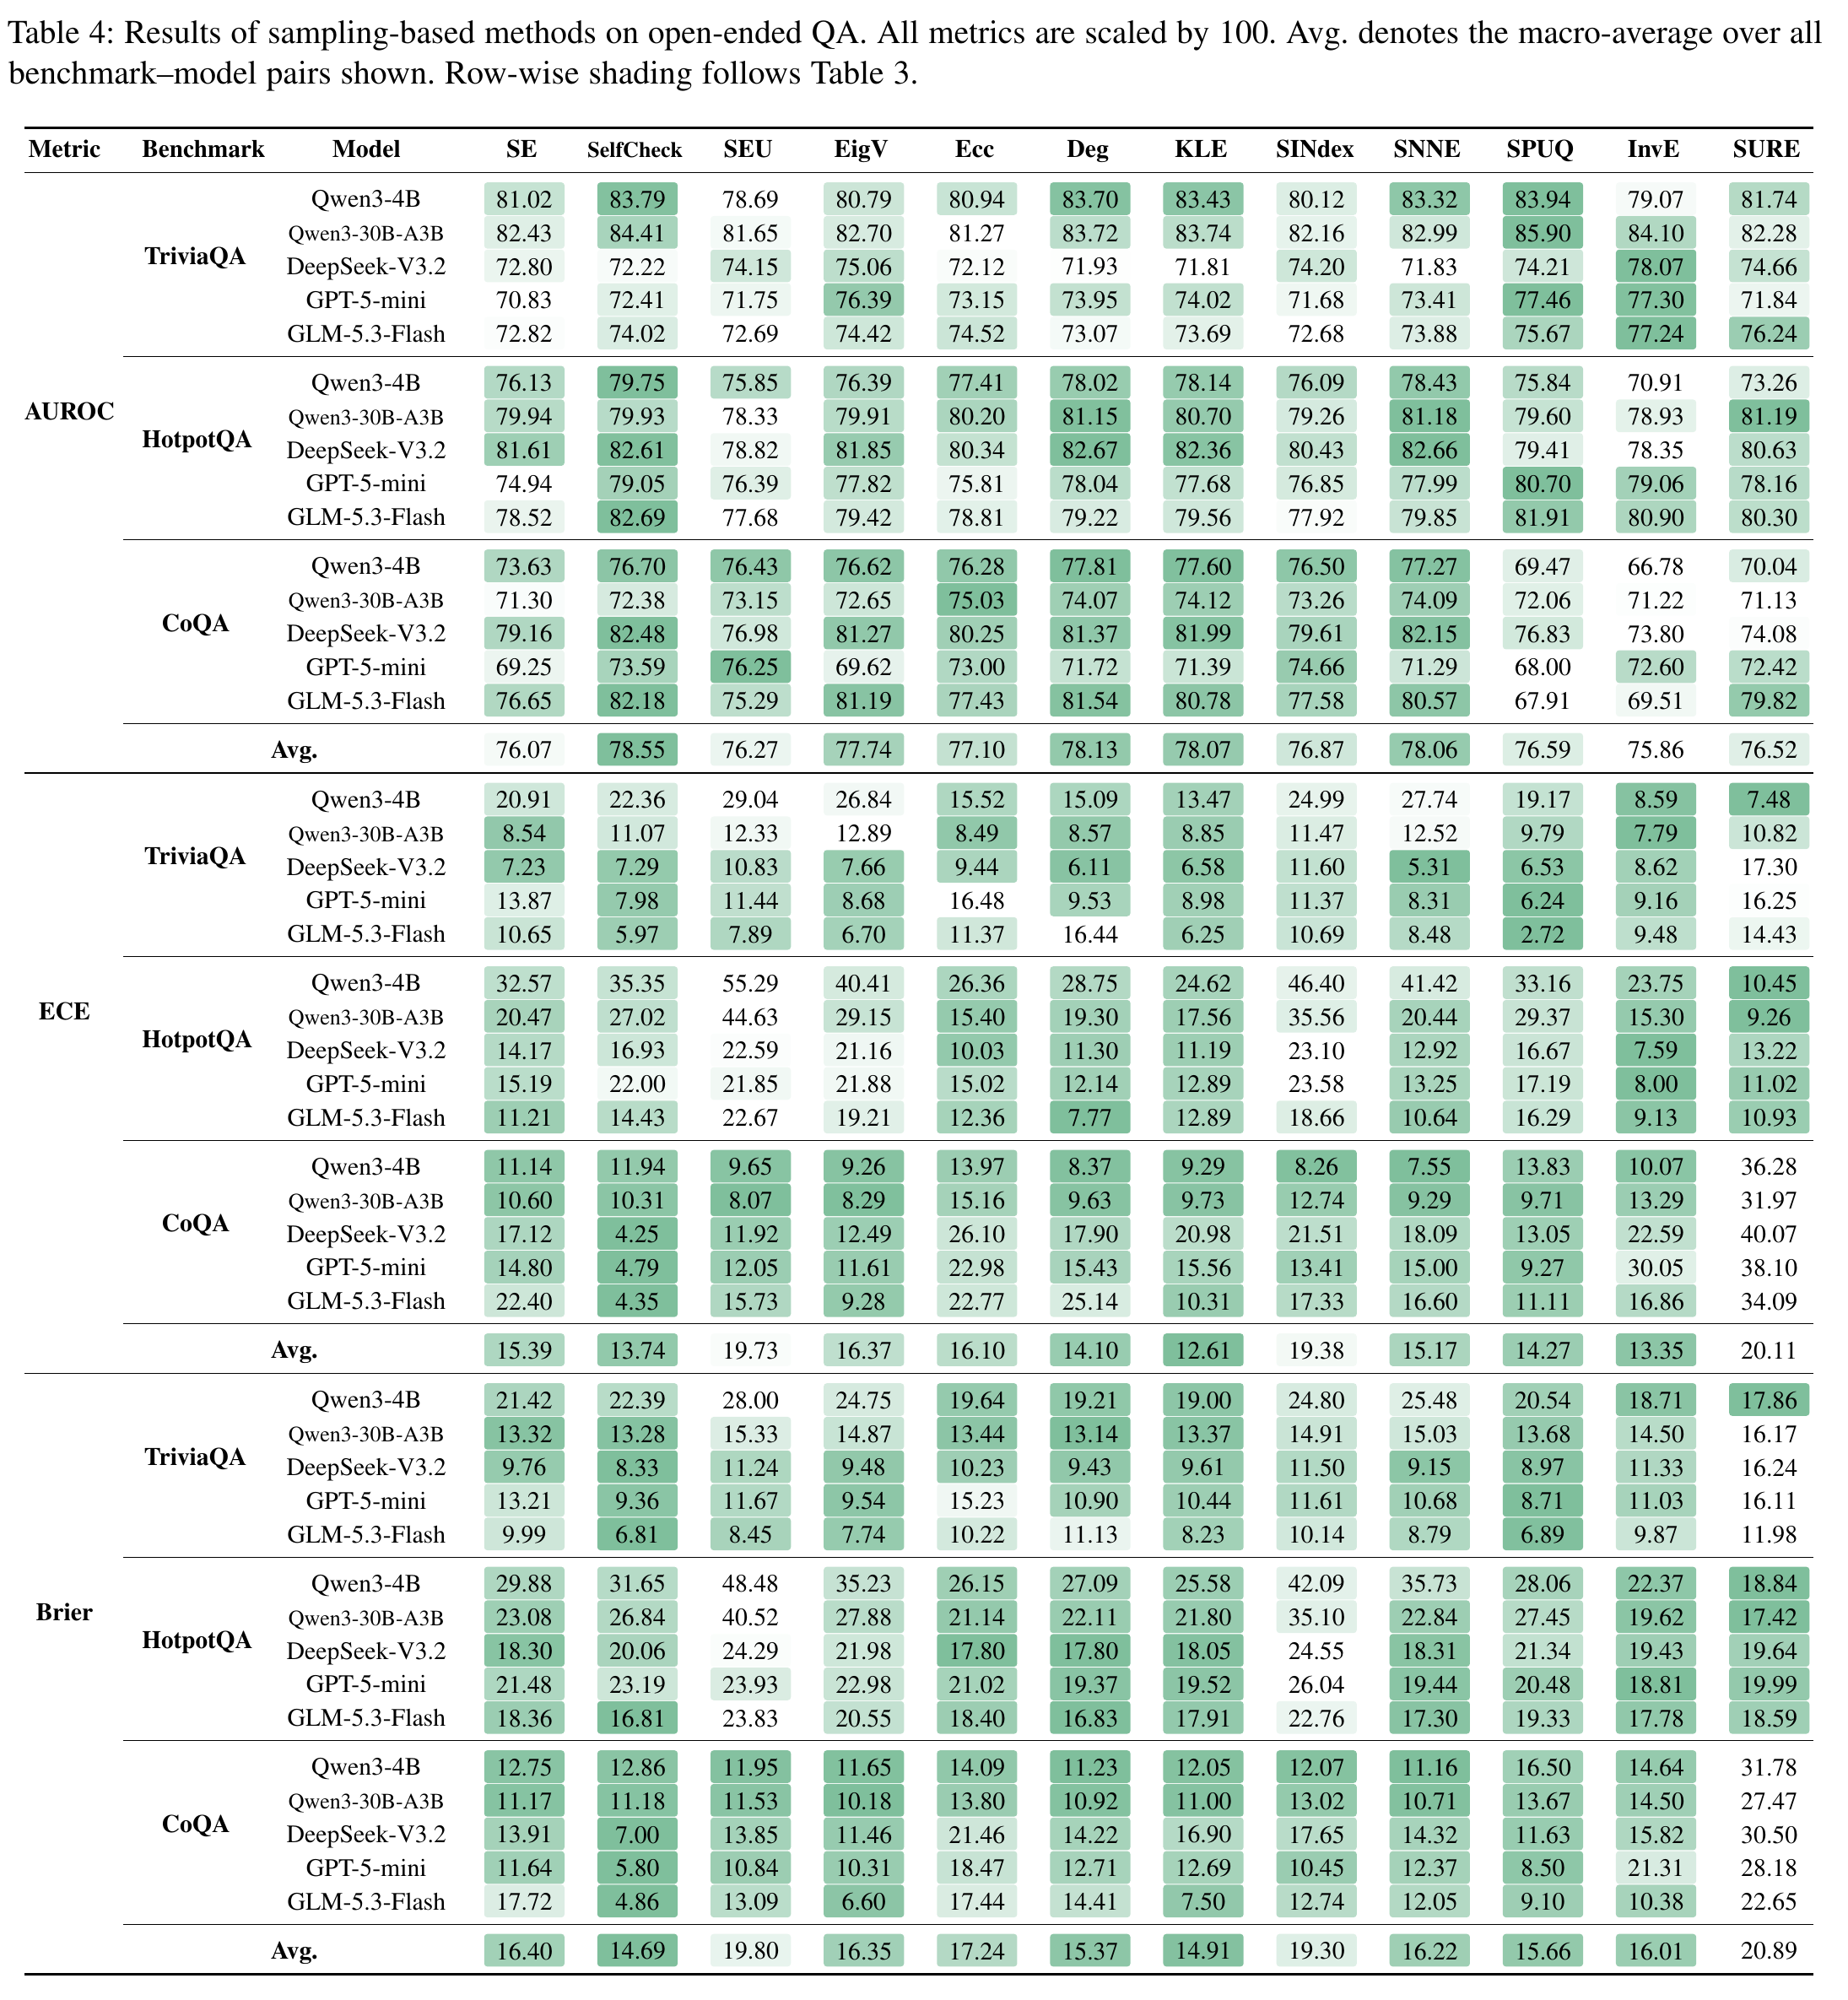 Table 4: Results of sampling-based methods on open-ended QA. All metrics are scaled by 100. Avg. denotes the macro-average over all
benchmark–model pairs shown. Row-wise shading follows Table 3.
Metric Benchmark Model SE SelfCheck SEU EigV Ecc Deg KLE SINdex SNNE SPUQ InvE SURE
AUROC
TriviaQA
Qwen3-4B 81.02 83.79 78.69 80.79 80.94 83.70 83.43 80.12 83.32 83.94 79.07 81.74
Qwen3-30B-A3B 82.43 84.41 81.65 82.70 81.27 83.72 83.74 82.16 82.99 85.90 84.10 82.28
DeepSeek-V3.2 72.80 72.22 74.15 75.06 72.12 71.93 71.81 74.20 71.83 74.21 78.07 74.66
GPT-5-mini 70.83 72.41 71.75 76.39 73.15 73.95 74.02 71.68 73.41 77.46 77.30 71.84
GLM-5.3-Flash 72.82 74.02 72.69 74.42 74.52 73.07 73.69 72.68 73.88 75.67 77.24 76.24
HotpotQA
Qwen3-4B 76.13 79.75 75.85 76.39 77.41 78.02 78.14 76.09 78.43 75.84 70.91 73.26
Qwen3-30B-A3B 79.94 79.93 78.33 79.91 80.20 81.15 80.70 79.26 81.18 79.60 78.93 81.19
DeepSeek-V3.2 81.61 82.61 78.82 81.85 80.34 82.67 82.36 80.43 82.66 79.41 78.35 80.63
GPT-5-mini 74.94 79.05 76.39 77.82 75.81 78.04 77.68 76.85 77.99 80.70 79.06 78.16
GLM-5.3-Flash 78.52 82.69 77.68 79.42 78.81 79.22 79.56 77.92 79.85 81.91 80.90 80.30
CoQA
Qwen3-4B 73.63 76.70 76.43 76.62 76.28 77.81 77.60 76.50 77.27 69.47 66.78 70.04
Qwen3-30B-A3B 71.30 72.38 73.15 72.65 75.03 74.07 74.12 73.26 74.09 72.06 71.22 71.13
DeepSeek-V3.2 79.16 82.48 76.98 81.27 80.25 81.37 81.99 79.61 82.15 76.83 73.80 74.08
GPT-5-mini 69.25 73.59 76.25 69.62 73.00 71.72 71.39 74.66 71.29 68.00 72.60 72.42
GLM-5.3-Flash 76.65 82.18 75.29 81.19 77.43 81.54 80.78 77.58 80.57 67.91 69.51 79.82
Avg. 76.07 78.55 76.27 77.74 77.10 78.13 78.07 76.87 78.06 76.59 75.86 76.52
ECE
TriviaQA
Qwen3-4B 20.91 22.36 29.04 26.84 15.52 15.09 13.47 24.99 27.74 19.17 8.59 7.48
Qwen3-30B-A3B 8.54 11.07 12.33 12.89 8.49 8.57 8.85 11.47 12.52 9.79 7.79 10.82
DeepSeek-V3.2 7.23 7.29 10.83 7.66 9.44 6.11 6.58 11.60 5.31 6.53 8.62 17.30
GPT-5-mini 13.87 7.98 11.44 8.68 16.48 9.53 8.98 11.37 8.31 6.24 9.16 16.25
GLM-5.3-Flash 10.65 5.97 7.89 6.70 11.37 16.44 6.25 10.69 8.48 2.72 9.48 14.43
HotpotQA
Qwen3-4B 32.57 35.35 55.29 40.41 26.36 28.75 24.62 46.40 41.42 33.16 23.75 10.45
Qwen3-30B-A3B 20.47 27.02 44.63 29.15 15.40 19.30 17.56 35.56 20.44 29.37 15.30 9.26
DeepSeek-V3.2 14.17 16.93 22.59 21.16 10.03 11.30 11.19 23.10 12.92 16.67 7.59 13.22
GPT-5-mini 15.19 22.00 21.85 21.88 15.02 12.14 12.89 23.58 13.25 17.19 8.00 11.02
GLM-5.3-Flash 11.21 14.43 22.67 19.21 12.36 7.77 12.89 18.66 10.64 16.29 9.13 10.93
CoQA
Qwen3-4B 11.14 11.94 9.65 9.26 13.97 8.37 9.29 8.26 7.55 13.83 10.07 36.28
Qwen3-30B-A3B 10.60 10.31 8.07 8.29 15.16 9.63 9.73 12.74 9.29 9.71 13.29 31.97
DeepSeek-V3.2 17.12 4.25 11.92 12.49 26.10 17.90 20.98 21.51 18.09 13.05 22.59 40.07
GPT-5-mini 14.80 4.79 12.05 11.61 22.98 15.43 15.56 13.41 15.00 9.27 30.05 38.10
GLM-5.3-Flash 22.40 4.35 15.73 9.28 22.77 25.14 10.31 17.33 16.60 11.11 16.86 34.09
Avg. 15.39 13.74 19.73 16.37 16.10 14.10 12.61 19.38 15.17 14.27 13.35 20.11
Brier
TriviaQA
Qwen3-4B 21.42 22.39 28.00 24.75 19.64 19.21 19.00 24.80 25.48 20.54 18.71 17.86
Qwen3-30B-A3B 13.32 13.28 15.33 14.87 13.44 13.14 13.37 14.91 15.03 13.68 14.50 16.17
DeepSeek-V3.2 9.76 8.33 11.24 9.48 10.23 9.43 9.61 11.50 9.15 8.97 11.33 16.24
GPT-5-mini 13.21 9.36 11.67 9.54 15.23 10.90 10.44 11.61 10.68 8.71 11.03 16.11
GLM-5.3-Flash 9.99 6.81 8.45 7.74 10.22 11.13 8.23 10.14 8.79 6.89 9.87 11.98
HotpotQA
Qwen3-4B 29.88 31.65 48.48 35.23 26.15 27.09 25.58 42.09 35.73 28.06 22.37 18.84
Qwen3-30B-A3B 23.08 26.84 40.52 27.88 21.14 22.11 21.80 35.10 22.84 27.45 19.62 17.42
DeepSeek-V3.2 18.30 20.06 24.29 21.98 17.80 17.80 18.05 24.55 18.31 21.34 19.43 19.64
GPT-5-mini 21.48 23.19 23.93 22.98 21.02 19.37 19.52 26.04 19.44 20.48 18.81 19.99
GLM-5.3-Flash 18.36 16.81 23.83 20.55 18.40 16.83 17.91 22.76 17.30 19.33 17.78 18.59
CoQA
Qwen3-4B 12.75 12.86 11.95 11.65 14.09 11.23 12.05 12.07 11.16 16.50 14.64 31.78
Qwen3-30B-A3B 11.17 11.18 11.53 10.18 13.80 10.92 11.00 13.02 10.71 13.67 14.50 27.47
DeepSeek-V3.2 13.91 7.00 13.85 11.46 21.46 14.22 16.90 17.65 14.32 11.63 15.82 30.50
GPT-5-mini 11.64 5.80 10.84 10.31 18.47 12.71 12.69 10.45 12.37 8.50 21.31 28.18
GLM-5.3-Flash 17.72 4.86 13.09 6.60 17.44 14.41 7.50 12.74 12.05 9.10 10.38 22.65
Avg. 16.40 14.69 19.80 16.35 17.24 15.37 14.91 19.30 16.22 15.66 16.01 20.89